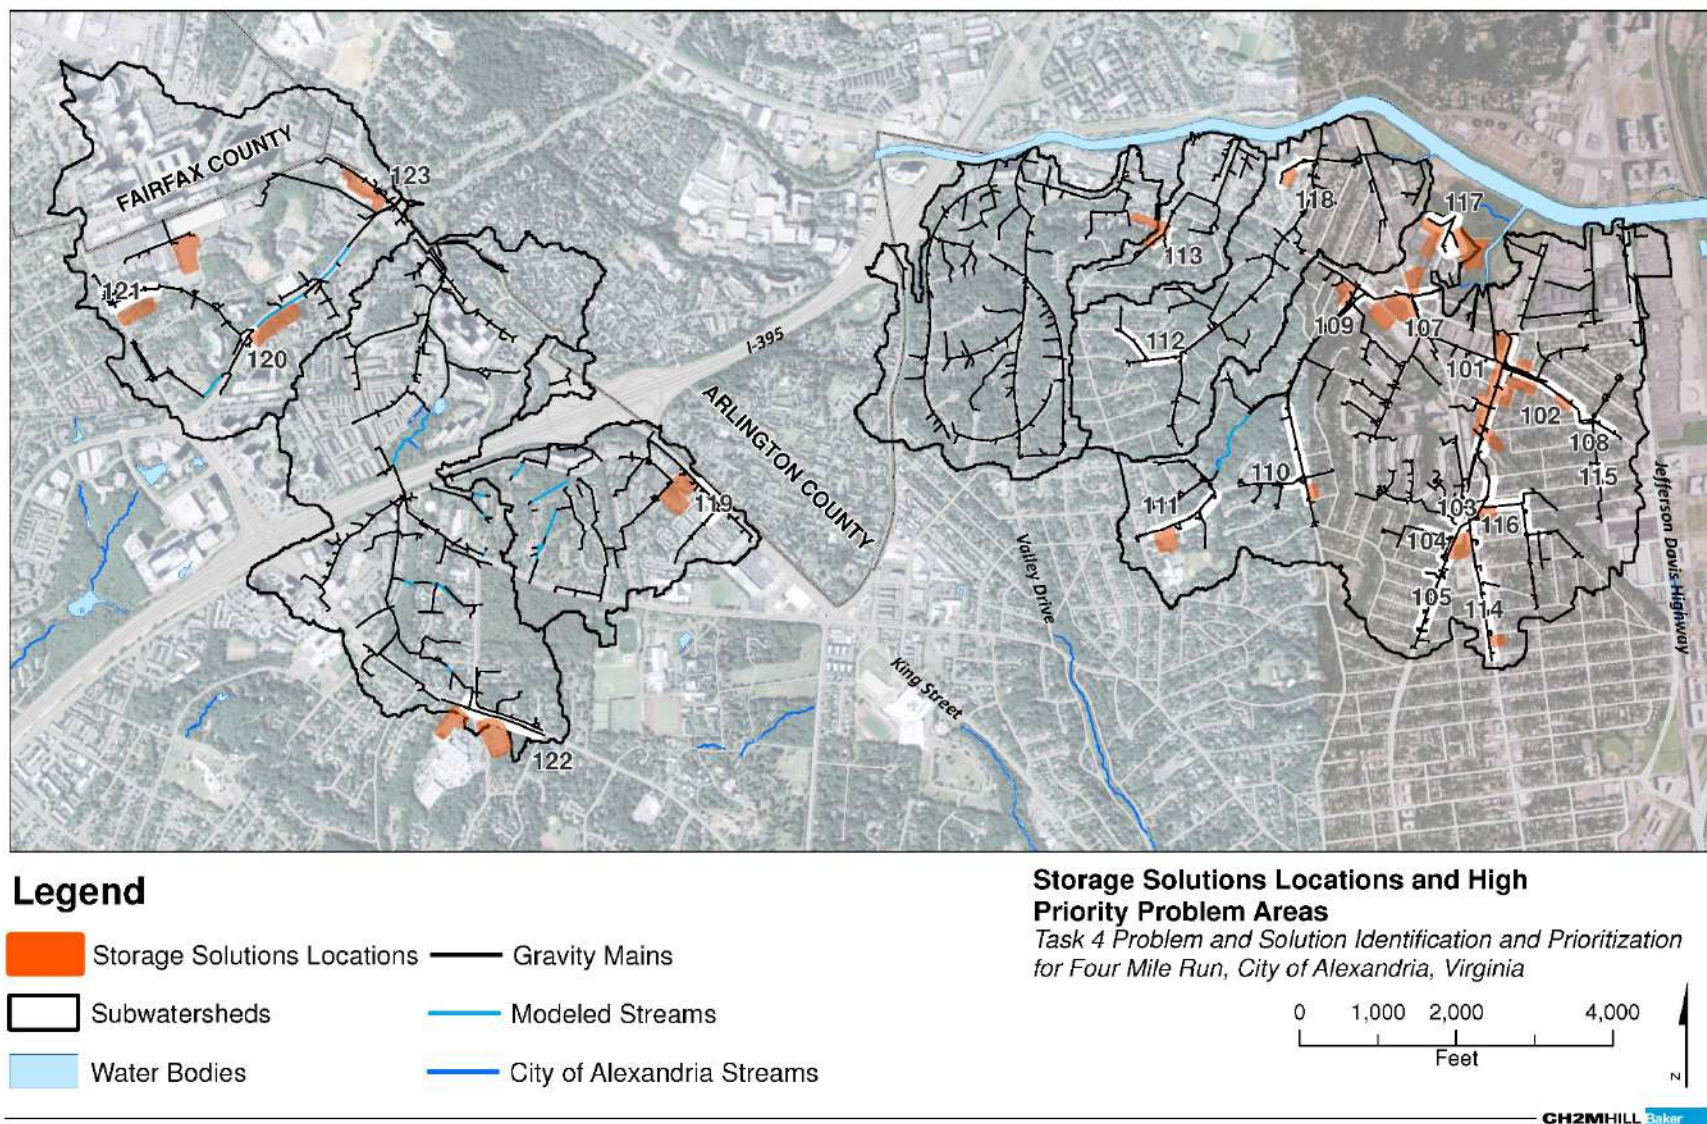 FAIRFAX COUNTY
123
121
120
119
122
I-395
ARLINGTON COUNTY
King Street
Valley Drive
Jefferson Davis Highway
113
118
117
112
109
107
101
102
108
115
110
111
103
116
104
105
114
Legend
Storage Solutions Locations
Gravity Mains
Subwatersheds
Modeled Streams
Water Bodies
City of Alexandria Streams
Storage Solutions Locations and High
Priority Problem Areas
Task 4 Problem and Solution Identification and Prioritization
for Four Mile Run, City of Alexandria, Virginia
0 1,000 2,000 4,000
Feet
N
CH2MHILL Baker